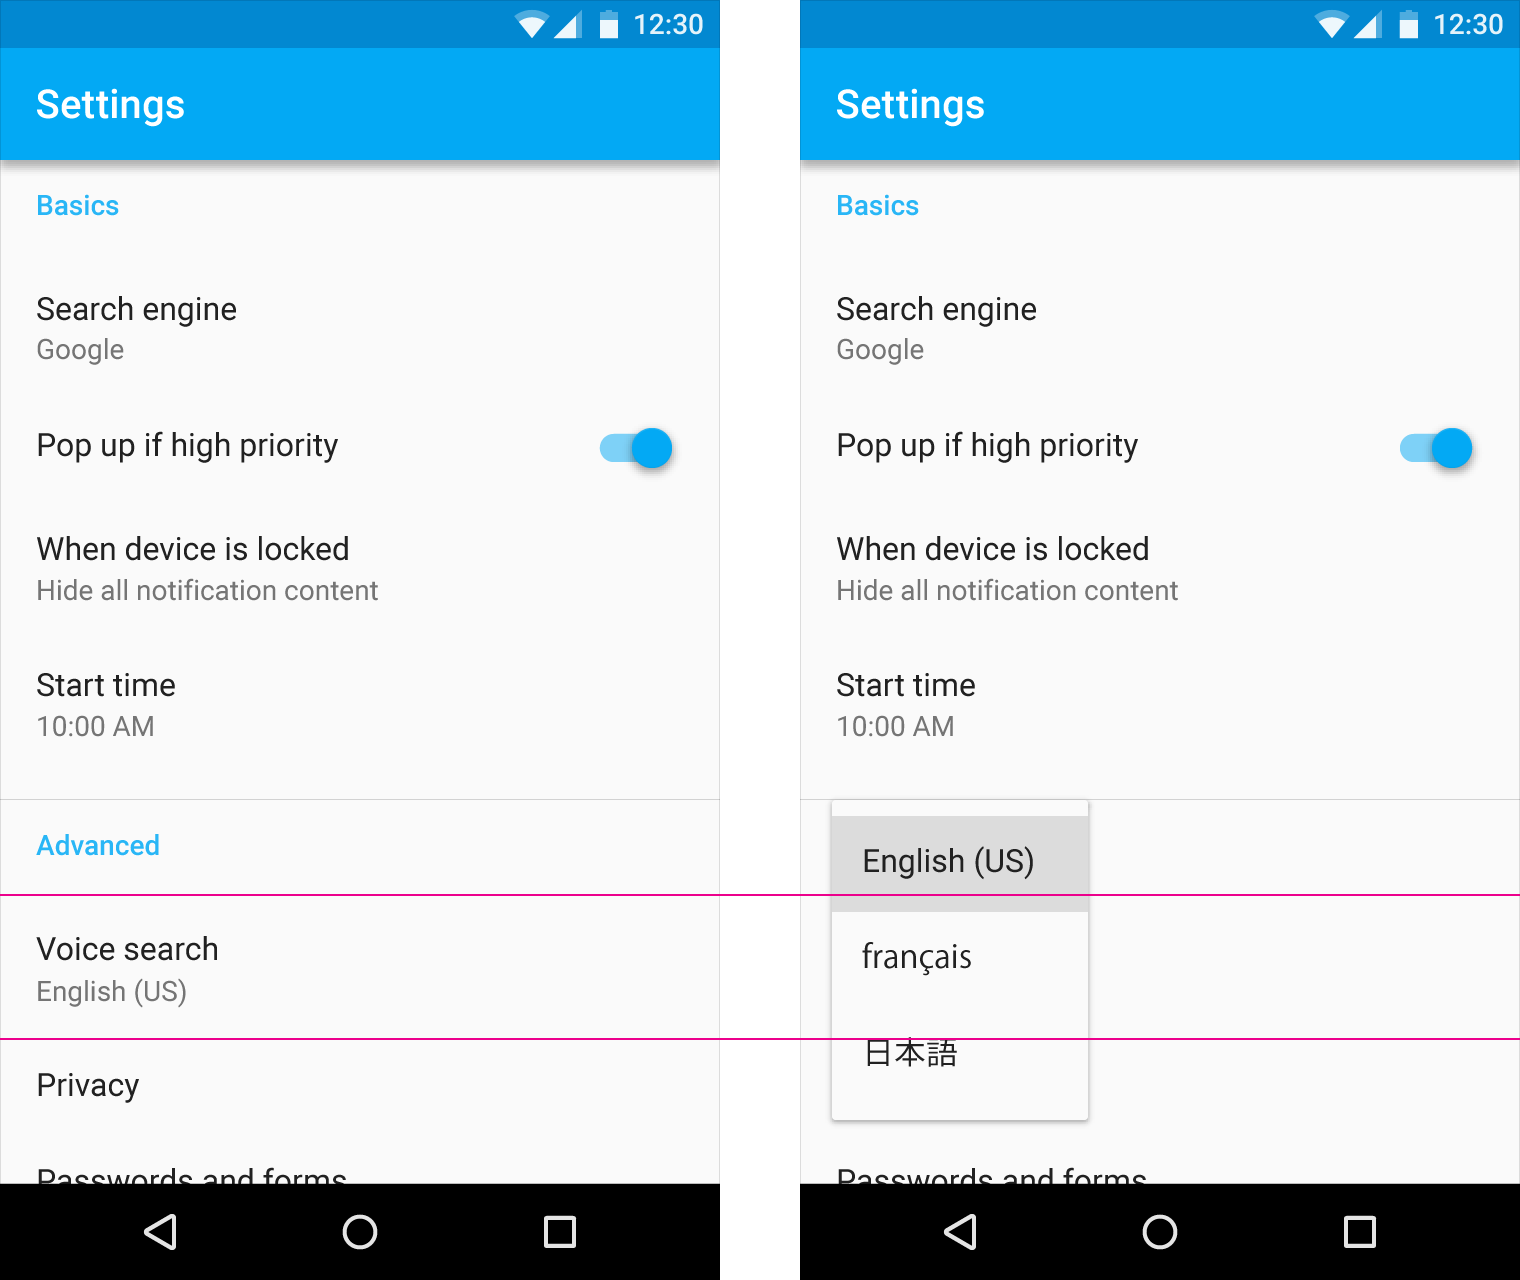 12:30
Settings
Basics
Search engine
Google
Pop up if high priority
When device is locked
Hide all notification content
Start time
10:00 AM
Advanced
Voice search
English (US)
Privacy
Passwords and forms
12:30
Settings
Basics
Search engine
Google
Pop up if high priority
When device is locked
Hide all notification content
Start time
10:00 AM
English (US)
français
日本語
Passwords and forms